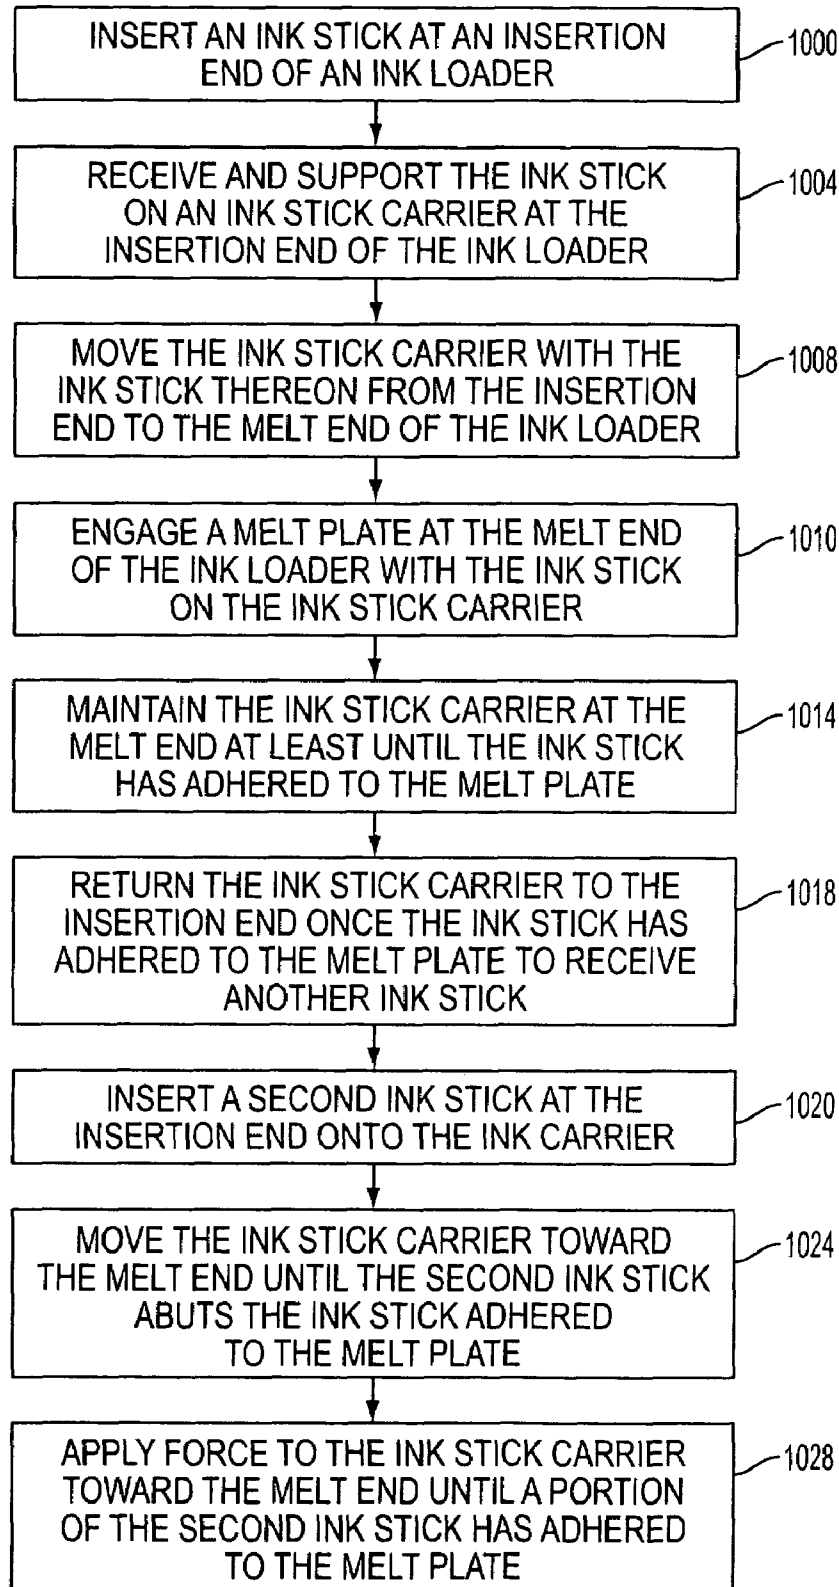 INSERT AN INK STICK AT AN INSERTION
END OF AN INK LOADER
1000
RECEIVE AND SUPPORT THE INK STICK
ON AN INK STICK CARRIER AT THE
INSERTION END OF THE INK LOADER
1004
MOVE THE INK STICK CARRIER WITH THE
INK STICK THEREON FROM THE INSERTION
END TO THE MELT END OF THE INK LOADER
1008
ENGAGE A MELT PLATE AT THE MELT END
OF THE INK LOADER WITH THE INK STICK
ON THE INK STICK CARRIER
1010
MAINTAIN THE INK STICK CARRIER AT THE
MELT END AT LEAST UNTIL THE INK STICK
HAS ADHERED TO THE MELT PLATE
1014
RETURN THE INK STICK CARRIER TO THE
INSERTION END ONCE THE INK STICK HAS
ADHERED TO THE MELT PLATE TO RECEIVE
ANOTHER INK STICK
1018
INSERT A SECOND INK STICK AT THE
INSERTION END ONTO THE INK CARRIER
1020
MOVE THE INK STICK CARRIER TOWARD
THE MELT END UNTIL THE SECOND INK STICK
ABUTS THE INK STICK ADHERED
TO THE MELT PLATE
1024
APPLY FORCE TO THE INK STICK CARRIER
TOWARD THE MELT END UNTIL A PORTION
OF THE SECOND INK STICK HAS ADHERED
TO THE MELT PLATE
1028